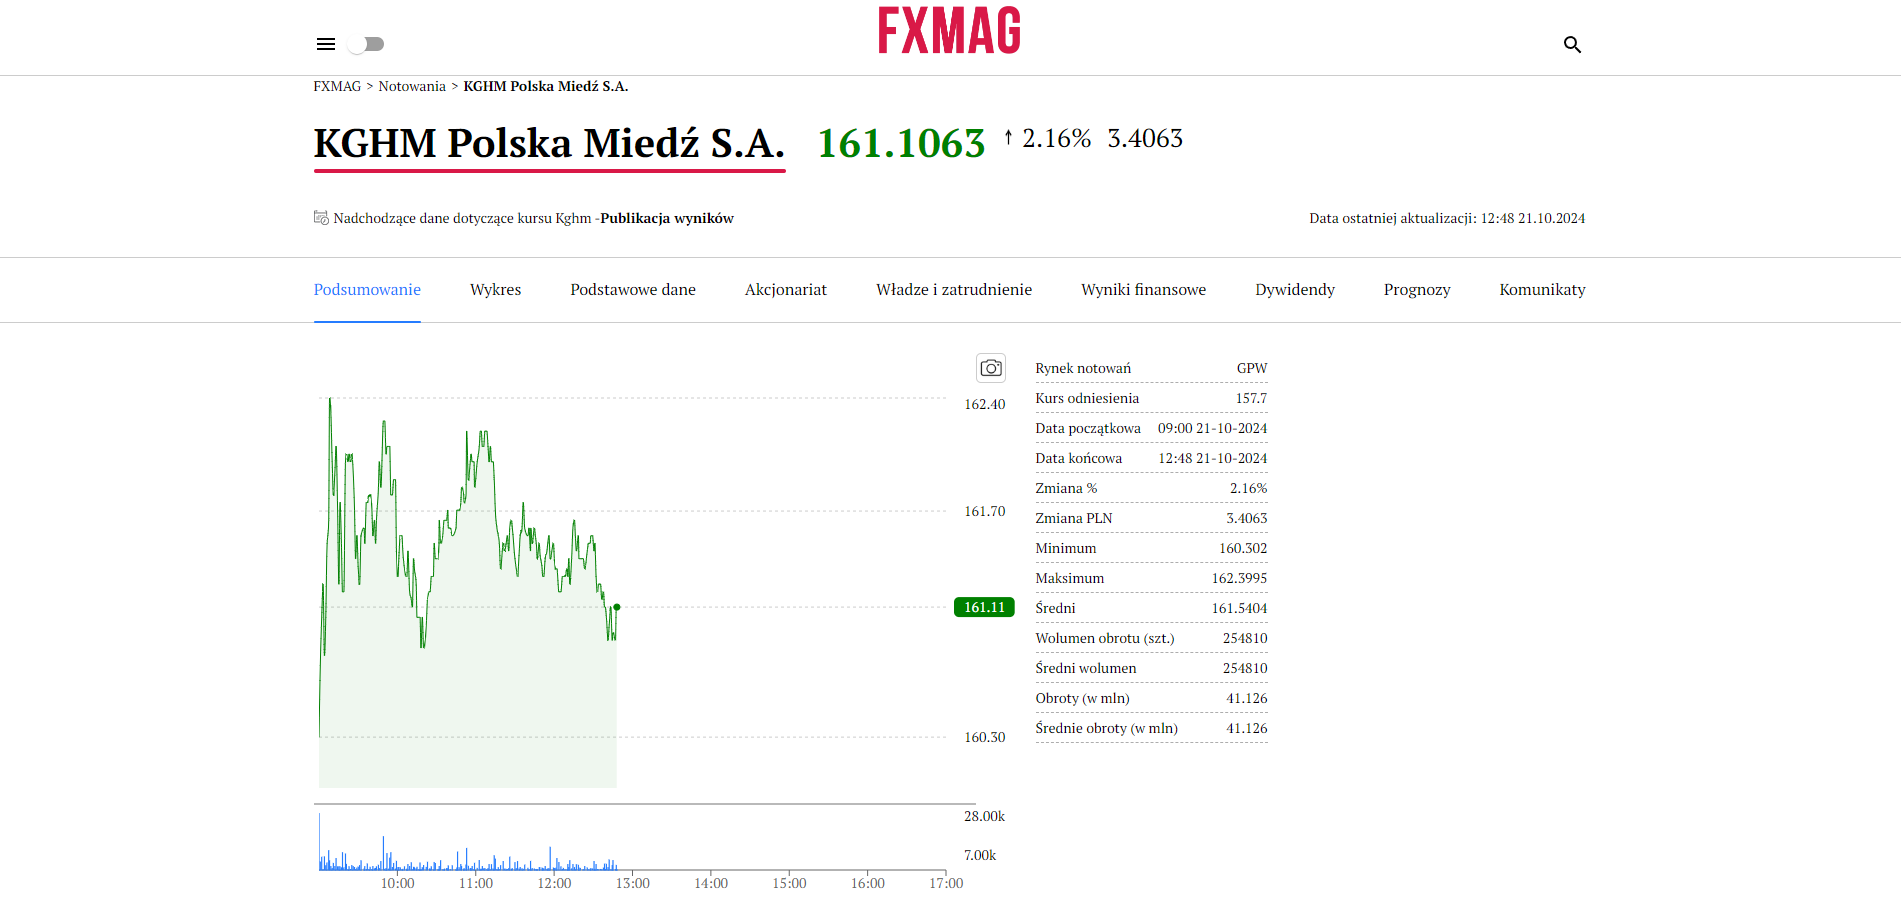 FXMAG
FXMAG > Notowania > KGHM Polska Miedź S.A.
KGHM Polska Miedź S.A. 161.1063 ↑ 2.16% 3.4063
Nadchodzące dane dotyczące kursu Kghm -Publikacja wyników
Data ostatniej aktualizacji: 12:48 21.10.2024
Podsumowanie Wykres Podstawowe dane Akcjonariat Władze i zatrudnienie Wyniki finansowe Dywidendy Prognozy Komunikaty
162.40
161.70
161.11
160.30
28.00k
7.00k
10:00 11:00 12:00 13:00 14:00 15:00 16:00 17:00
Rynek notowań GPW
Kurs odniesienia 157.7
Data początkowa 09:00 21-10-2024
Data końcowa 12:48 21-10-2024
Zmiana % 2.16%
Zmiana PLN 3.4063
Minimum 160.302
Maksimum 162.3995
Średni 161.5404
Wolumen obrotu (szt.) 254810
Średni wolumen 254810
Obroty (w mln) 41.126
Średnie obroty (w mln) 41.126